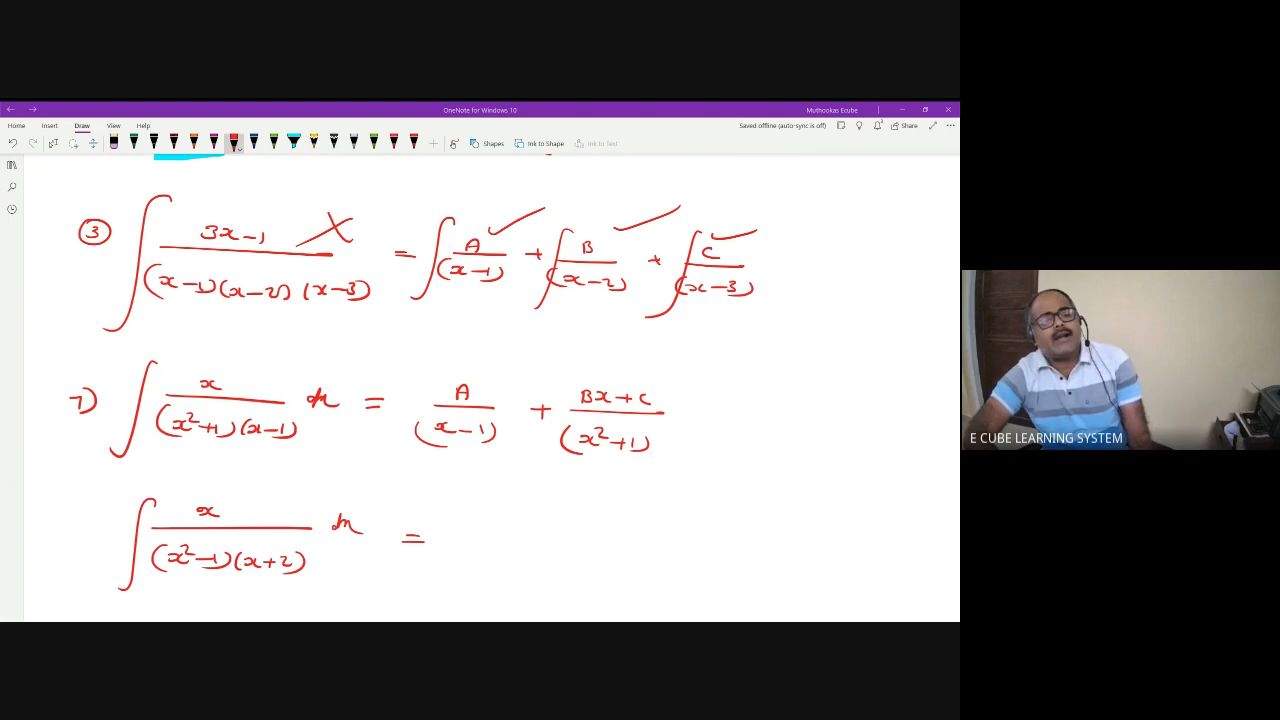 OneNote for Windows 10
Muthookas Ecube
Home Insert Draw View Help
Saved offline (auto-sync is off) Share
Shapes Ink to Shape Ink to Text
③ ∫ (3x-1)/((x-1)(x-2)(x-3)) = ∫ A/(x-1) + ∫ B/(x-2) + ∫ C/(x-3)
7) ∫ x/((x²+1)(x-1)) dx = A/(x-1) + (Bx+C)/(x²+1)
∫ x/((x²-1)(x+2)) dx =
E CUBE LEARNING SYSTEM